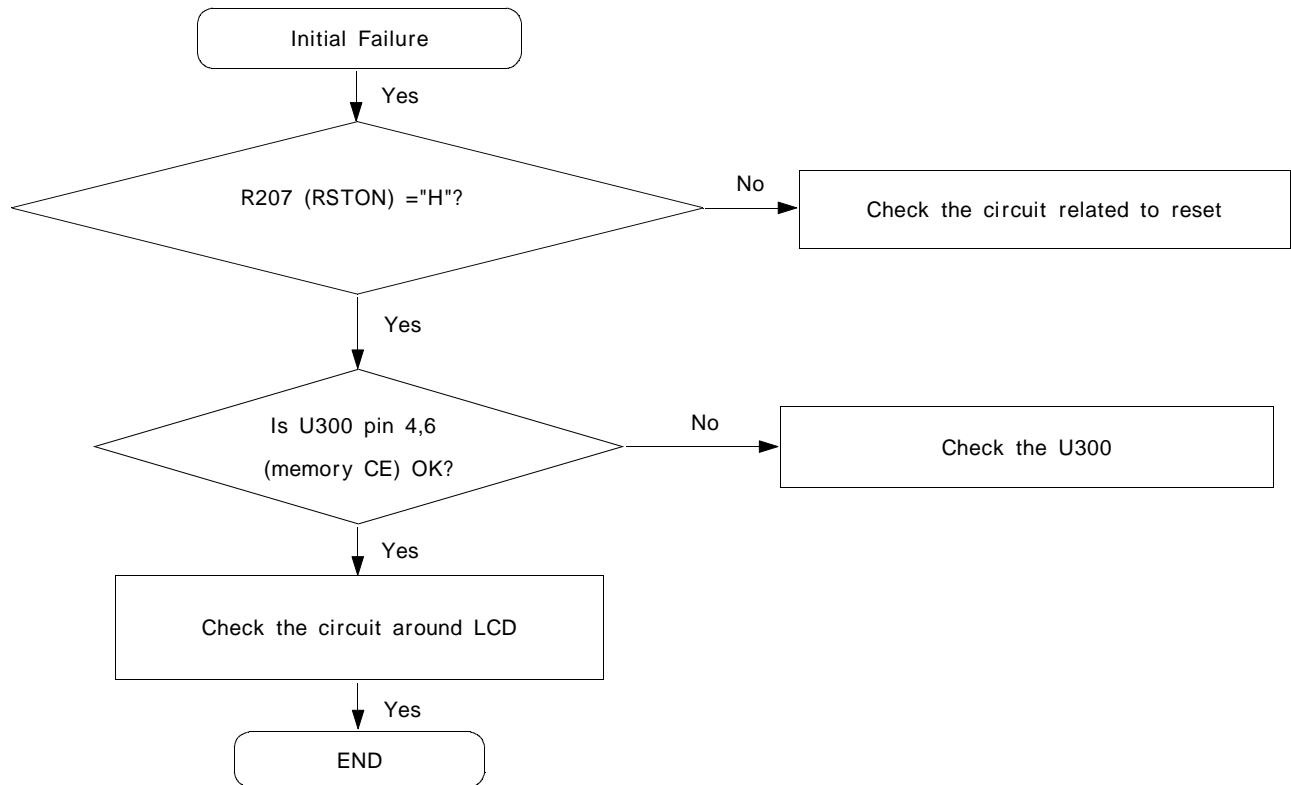 Initial Failure
Yes
R207 (RSTON) ="H"?
No
Check the circuit related to reset
Yes
Is U300 pin 4,6
(memory CE) OK?
No
Check the U300
Yes
Check the circuit around LCD
Yes
END